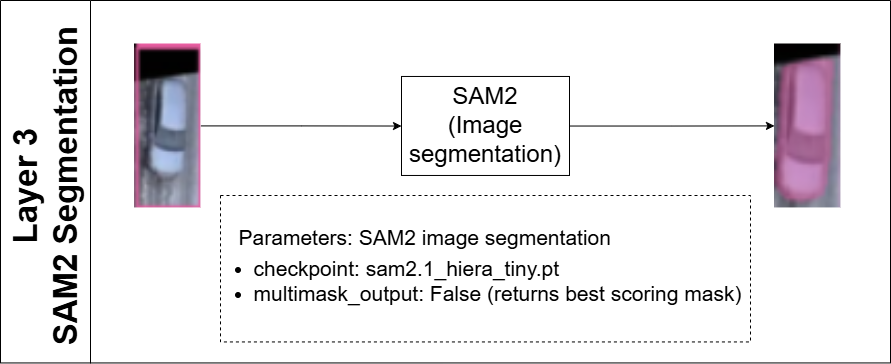 Layer 3
SAM2 Segmentation
SAM2
(Image
segmentation)
Parameters: SAM2 image segmentation
• checkpoint: sam2.1_hiera_tiny.pt
• multimask_output: False (returns best scoring mask)